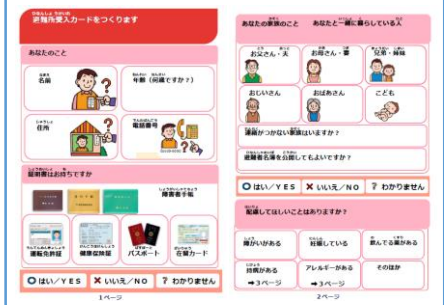 避難所受入カードをつくります
あなたのこと
名前
年齢（何歳ですか？）
住所
電話番号
証明書はお持ちですか
障害者手帳
運転免許証
健康保険証
パスポート
在留カード
はい／YES
いいえ／NO
? わかりません
1ページ
あなたの家族のこと　あなたと一緒に暮らしている人
お父さん・夫
お母さん・妻
兄弟・姉妹
おじいさん
おばあさん
こども
連絡がつかない家族はいますか？
避難者名簿を公開してもよいですか？
はい／YES
いいえ／NO
? わかりません
配慮してほしいことはありますか？
障がいがある
妊娠している
飲んでる薬がある
持病がある
➡3ページ
アレルギーがある
➡3ページ
そのほか
2ページ